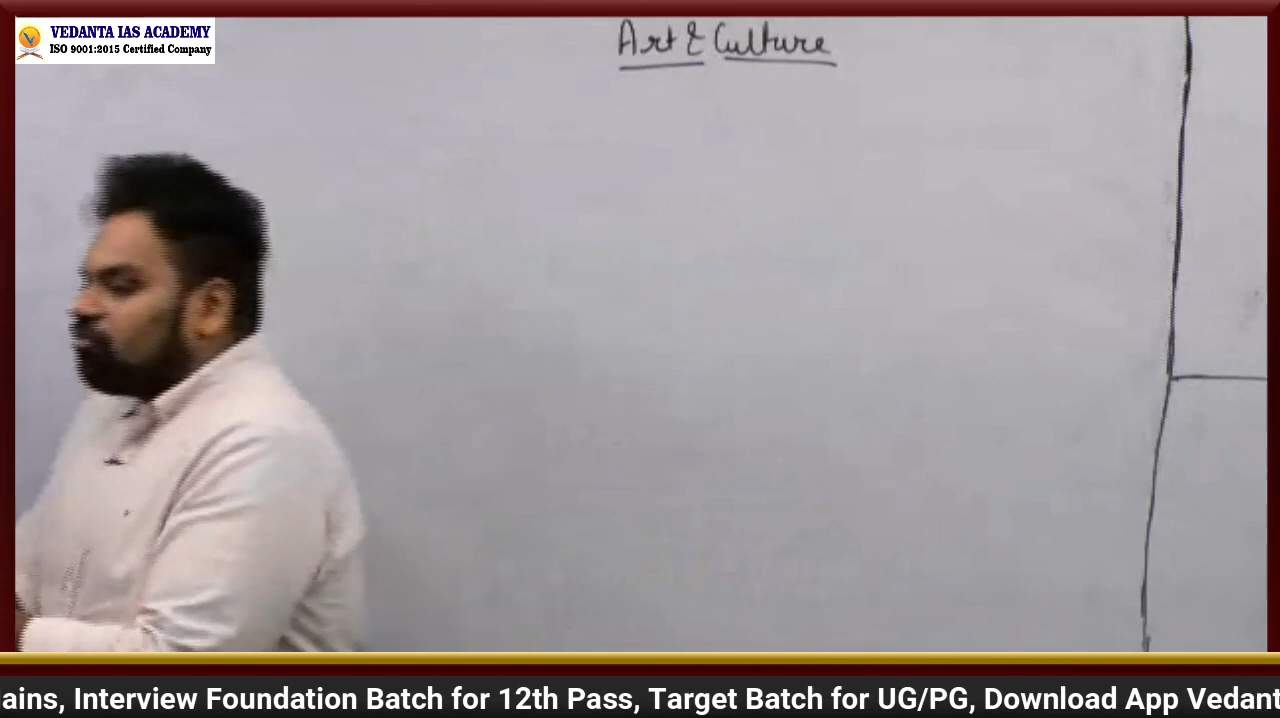 VEDANTA IAS ACADEMY
ISO 9001:2015 Certified Company
Art & Culture
ains, Interview Foundation Batch for 12th Pass, Target Batch for UG/PG, Download App Vedant